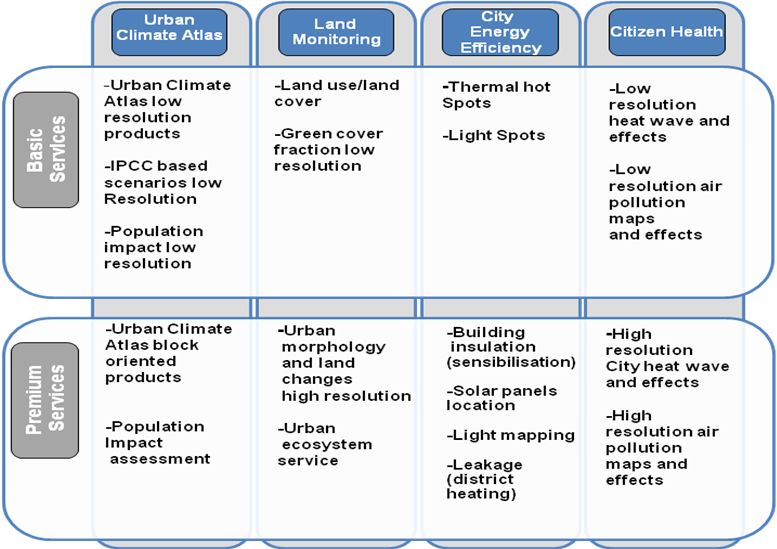 Urban
Climate Atlas
Land
Monitoring
City
Energy
Efficiency
Citizen Health
Basic
Services
-Urban Climate
Atlas low
resolution
products
-IPCC based
scenarios low
Resolution
-Population
impact low
resolution
-Land use/land
cover
-Green cover
fraction low
resolution
-Thermal hot
Spots
-Light Spots
-Low
resolution
heat wave and
effects
-Low
resolution air
pollution
maps
and effects
Premium
Services
-Urban Climate
Atlas block
oriented
products
-Population
Impact
assessment
-Urban
morphology
and land
changes
high resolution
-Urban
ecosystem
service
-Building
insulation
(sensibilisation)
-Solar panels
location
-Light mapping
-Leakage
(district
heating)
-High
resolution
City heat wave
and effects
-High
resolution air
pollution
maps and
effects